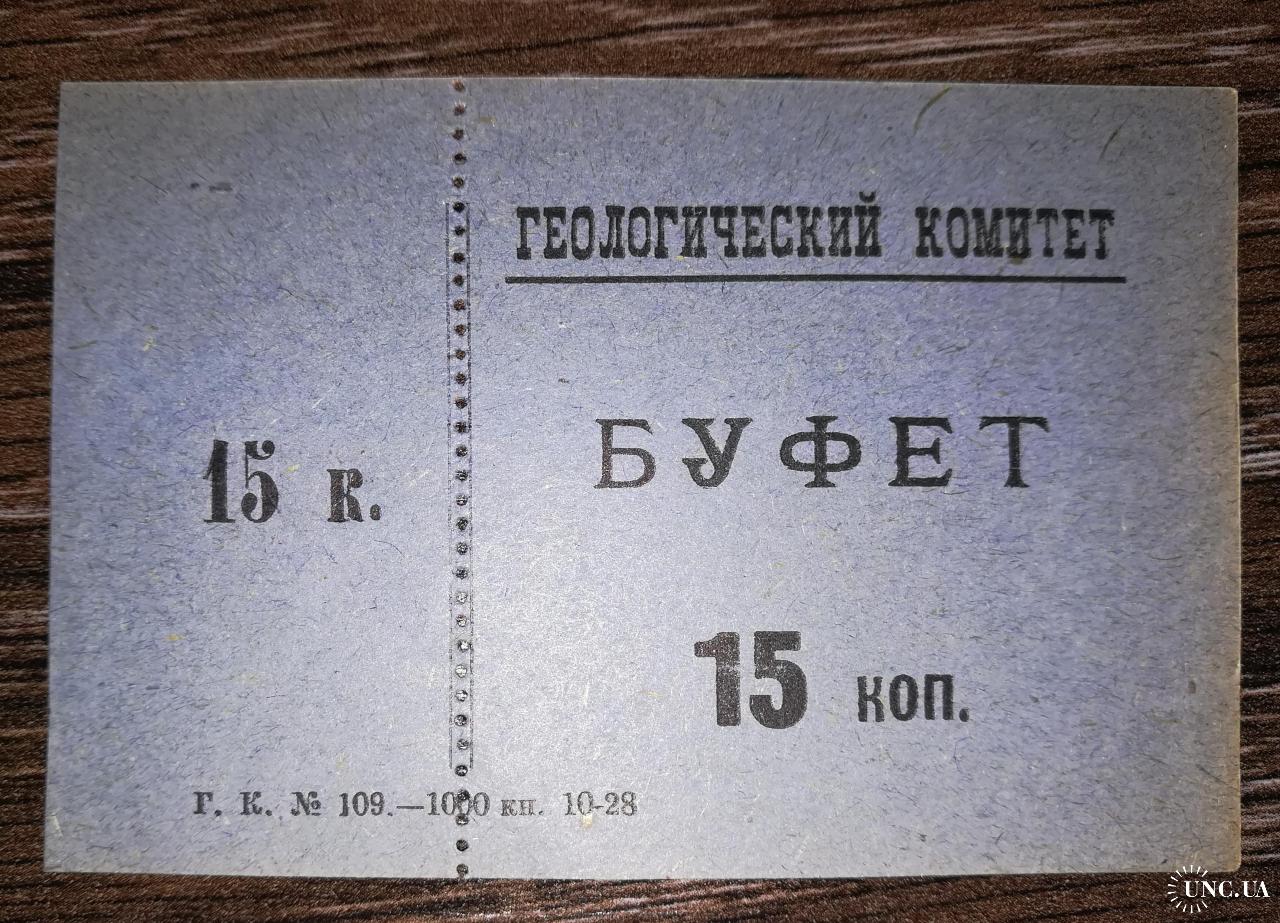 ГЕОЛОГИЧЕСКИЙ КОМИТЕТ
БУФЕТ
15 к.
15 коп.
Г. К. № 109.—1000 кн. 10-28
UNC.UA